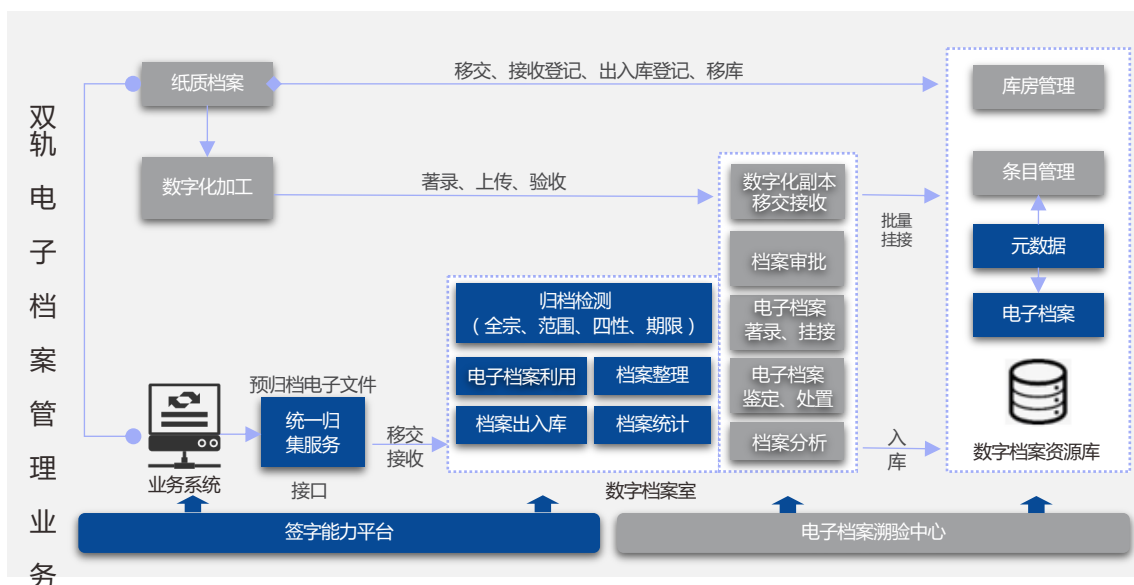 双轨电子档案管理业务
纸质档案
移交、接收登记、出入库登记、移库
库房管理
数字化加工
著录、上传、验收
数字化副本
移交接收
批量
挂接
条目管理
元数据
电子档案
档案审批
电子档案
著录、挂接
电子档案
鉴定、处置
档案分析
归档检测
（全宗、范围、四性、期限）
电子档案利用
档案整理
档案出入库
档案统计
预归档电子文件
统一归
集服务
移交
接收
入
库
数字档案资源库
业务系统
接口
数字档案室
签字能力平台
电子档案溯验中心